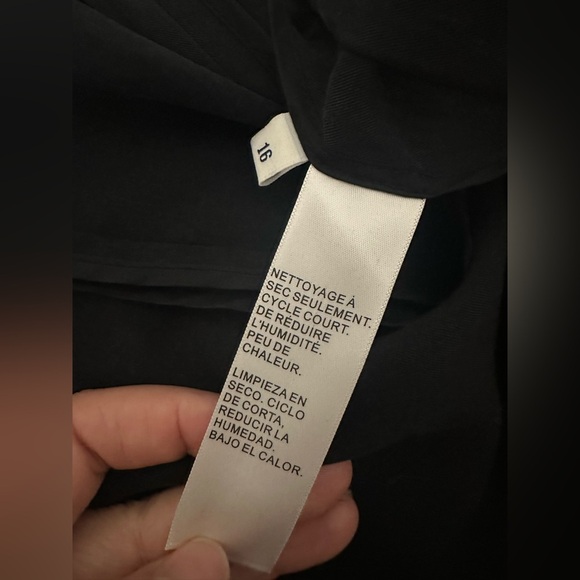 16
NETTOYAGE À
SEC SEULEMENT.
CYCLE COURT.
DE RÉDUIRE
L'HUMIDITÉ.
PEU DE
CHALEUR.
LIMPIEZA EN
SECO. CICLO
DE CORTA,
REDUCIR LA
HUMEDAD.
BAJO EL CALOR.